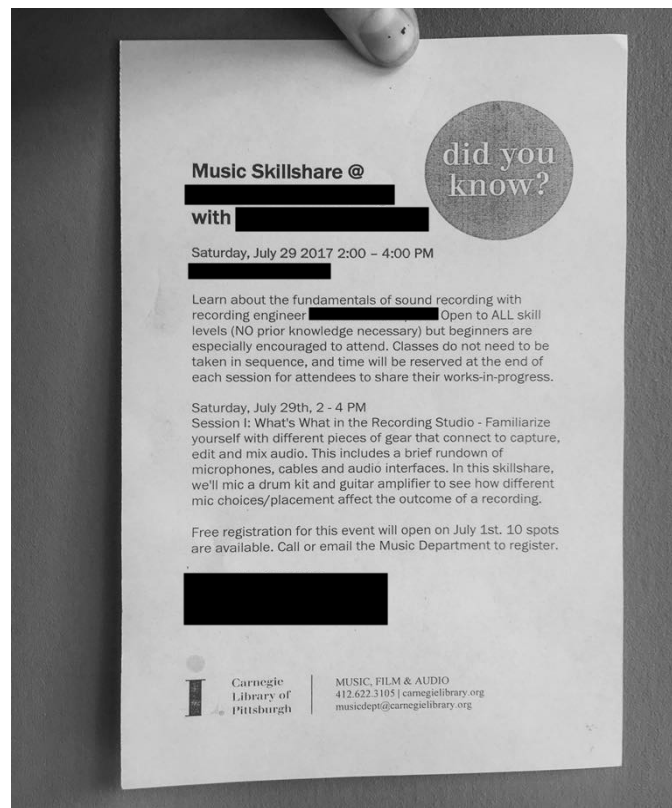 did you
know?
Music Skillshare @
with
Saturday, July 29 2017 2:00 – 4:00 PM
Learn about the fundamentals of sound recording with
recording engineer Open to ALL skill
levels (NO prior knowledge necessary) but beginners are
especially encouraged to attend. Classes do not need to be
taken in sequence, and time will be reserved at the end of
each session for attendees to share their works-in-progress.
Saturday, July 29th, 2 - 4 PM
Session I: What's What in the Recording Studio - Familiarize
yourself with different pieces of gear that connect to capture,
edit and mix audio. This includes a brief rundown of
microphones, cables and audio interfaces. In this skillshare,
we'll mic a drum kit and guitar amplifier to see how different
mic choices/placement affect the outcome of a recording.
Free registration for this event will open on July 1st. 10 spots
are available. Call or email the Music Department to register.
Carnegie
Library of
Pittsburgh
MUSIC, FILM & AUDIO
412.622.3105 | carnegielibrary.org
musicdept@carnegielibrary.org